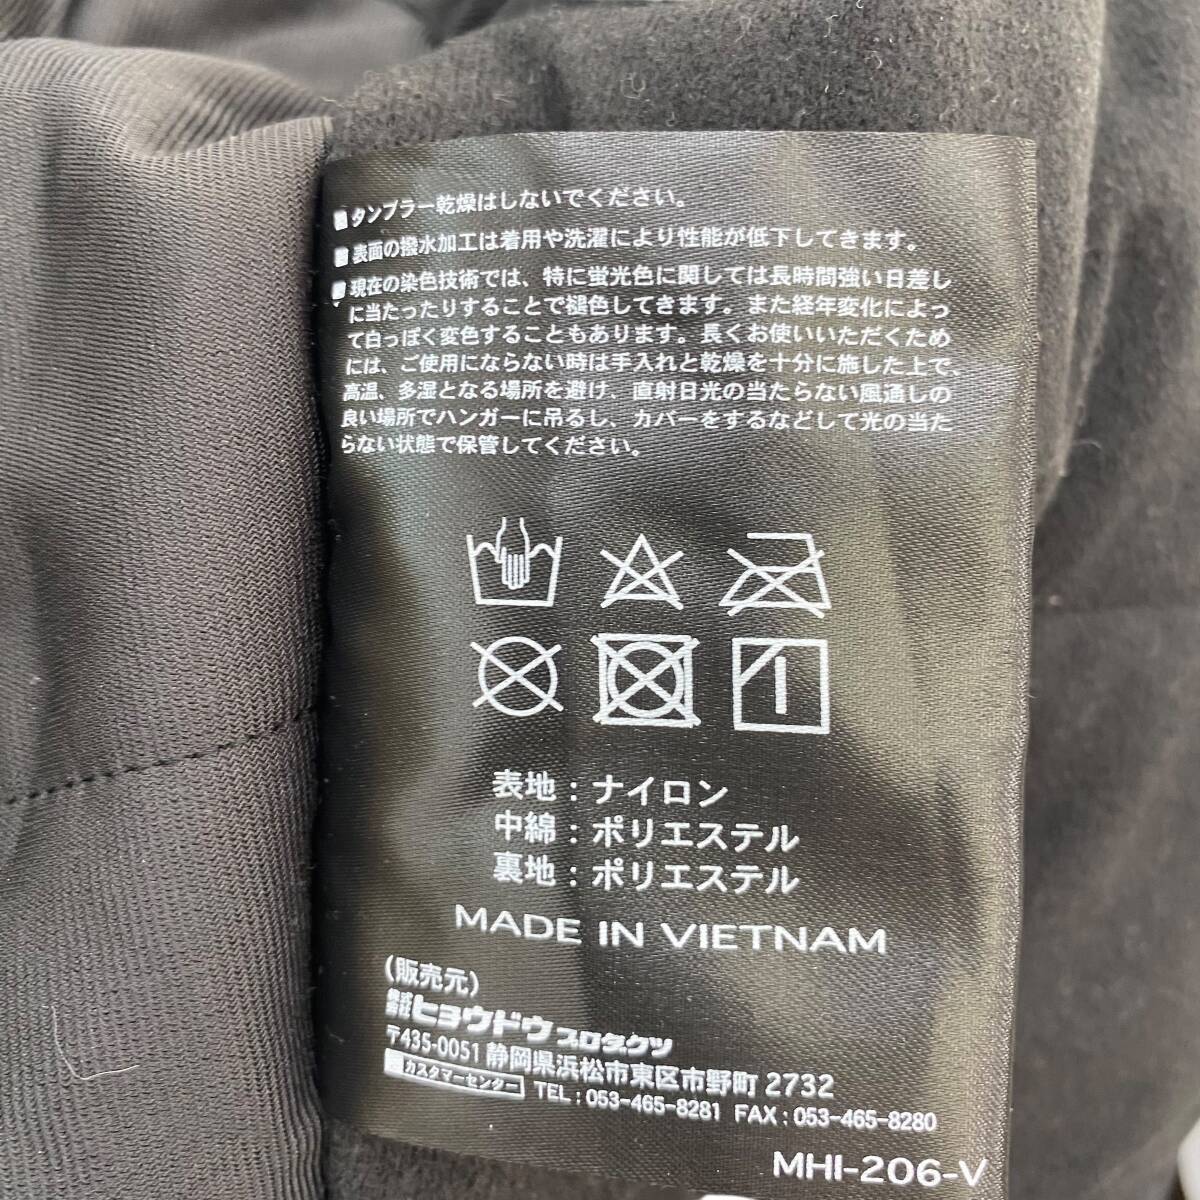 ■タンブラー乾燥はしないでください。
■表面の撥水加工は着用や洗濯により性能が低下してきます。
■現在の染色技術では、特に蛍光色に関しては長時間強い日差し
に当たったりすることで褪色してきます。また経年変化によっ
て白っぽく変色することもあります。長くお使いいただくため
には、ご使用にならない時は手入れと乾燥を十分に施した上で、
高温、多湿となる場所を避け、直射日光の当たらない風通しの
良い場所でハンガーに吊るし、カバーをするなどして光の当た
らない状態で保管してください。
表地：ナイロン
中綿：ポリエステル
裏地：ポリエステル
MADE IN VIETNAM
(販売元)
株式会社ヒョウドウプロダクツ
〒435-0051 静岡県浜松市東区市野町 2732
カスタマーセンター TEL：053-465-8281 FAX：053-465-8280
MHI-206-V